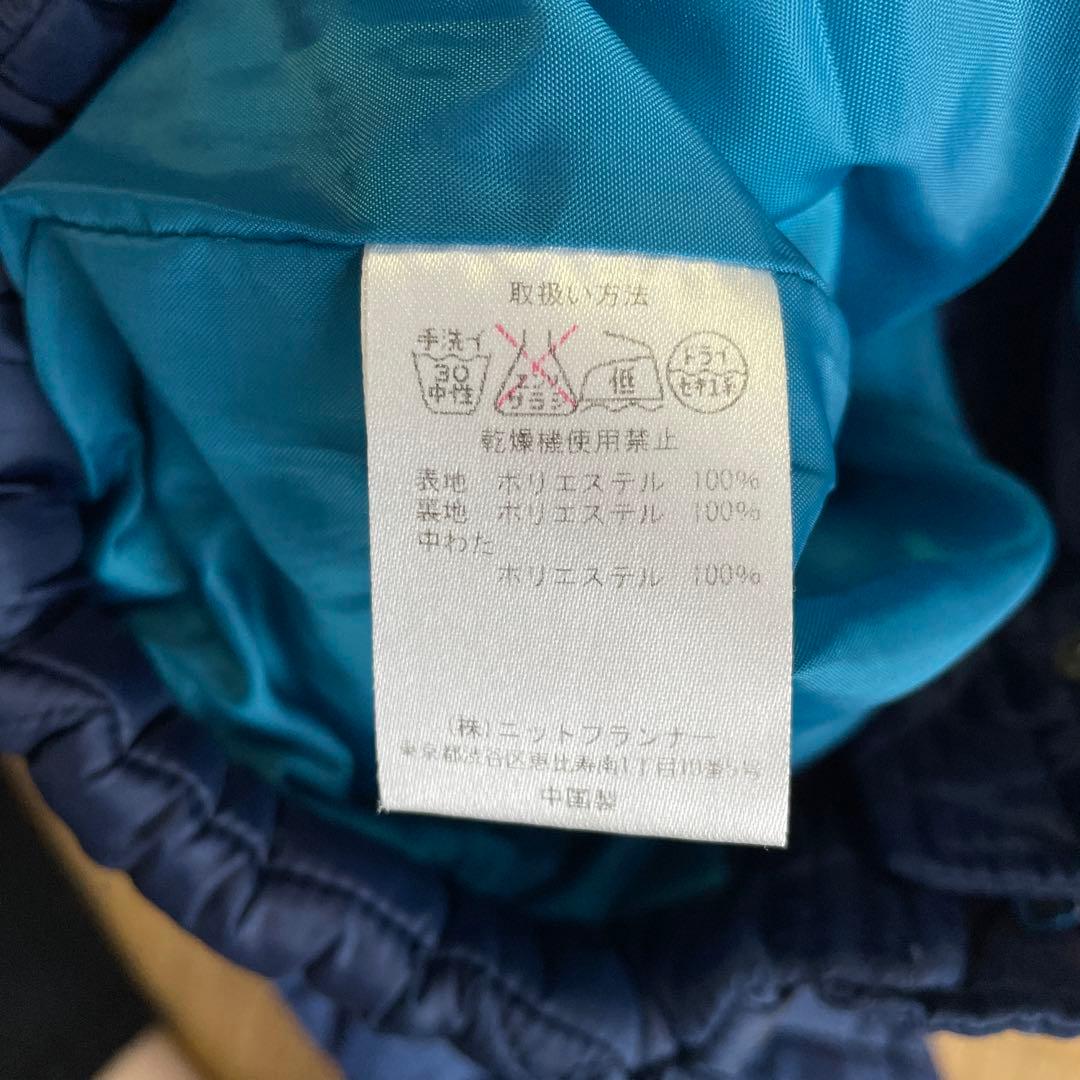 取扱い方法
手洗イ
30
中性
エンソ
サラシ
低
ドライ
セキユ系
乾燥機使用禁止
表地 ポリエステル 100%
裏地 ポリエステル 100%
中わた
ポリエステル 100%
(株)ニットプランナー
東京都渋谷区恵比寿南1丁目10番5号
中国製